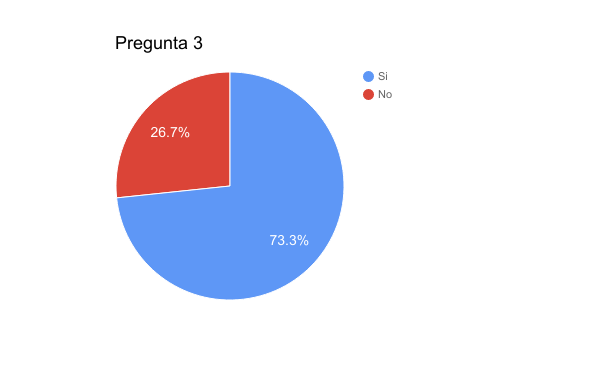 Pregunta 3
Si
No
26.7%
73.3%